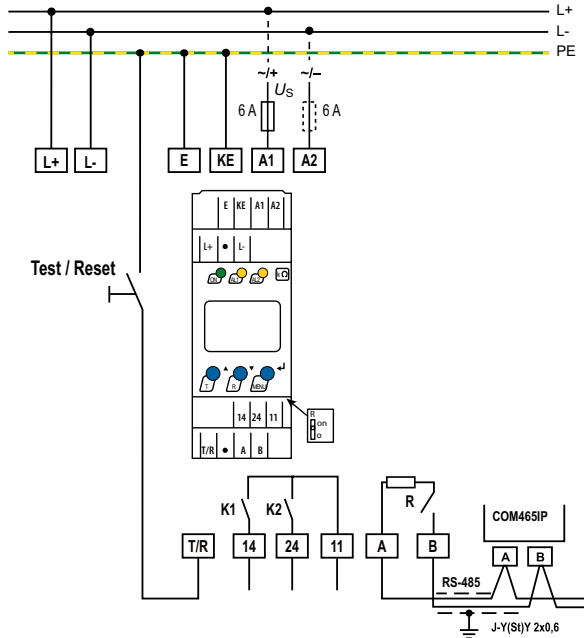 L+
L-
PE
~/+
~/–
US
6 A
6 A
L+
L-
E
KE
A1
A2
E KE A1 A2
L+ • L-
Test / Reset
ON AL1 AL2 kΩ
T R MENU
R
on
o
14 24 11
T/R • A B
K1
K2
R
COM465IP
T/R
14
24
11
A
B
A
B
RS-485
J-Y(St)Y 2x0,6